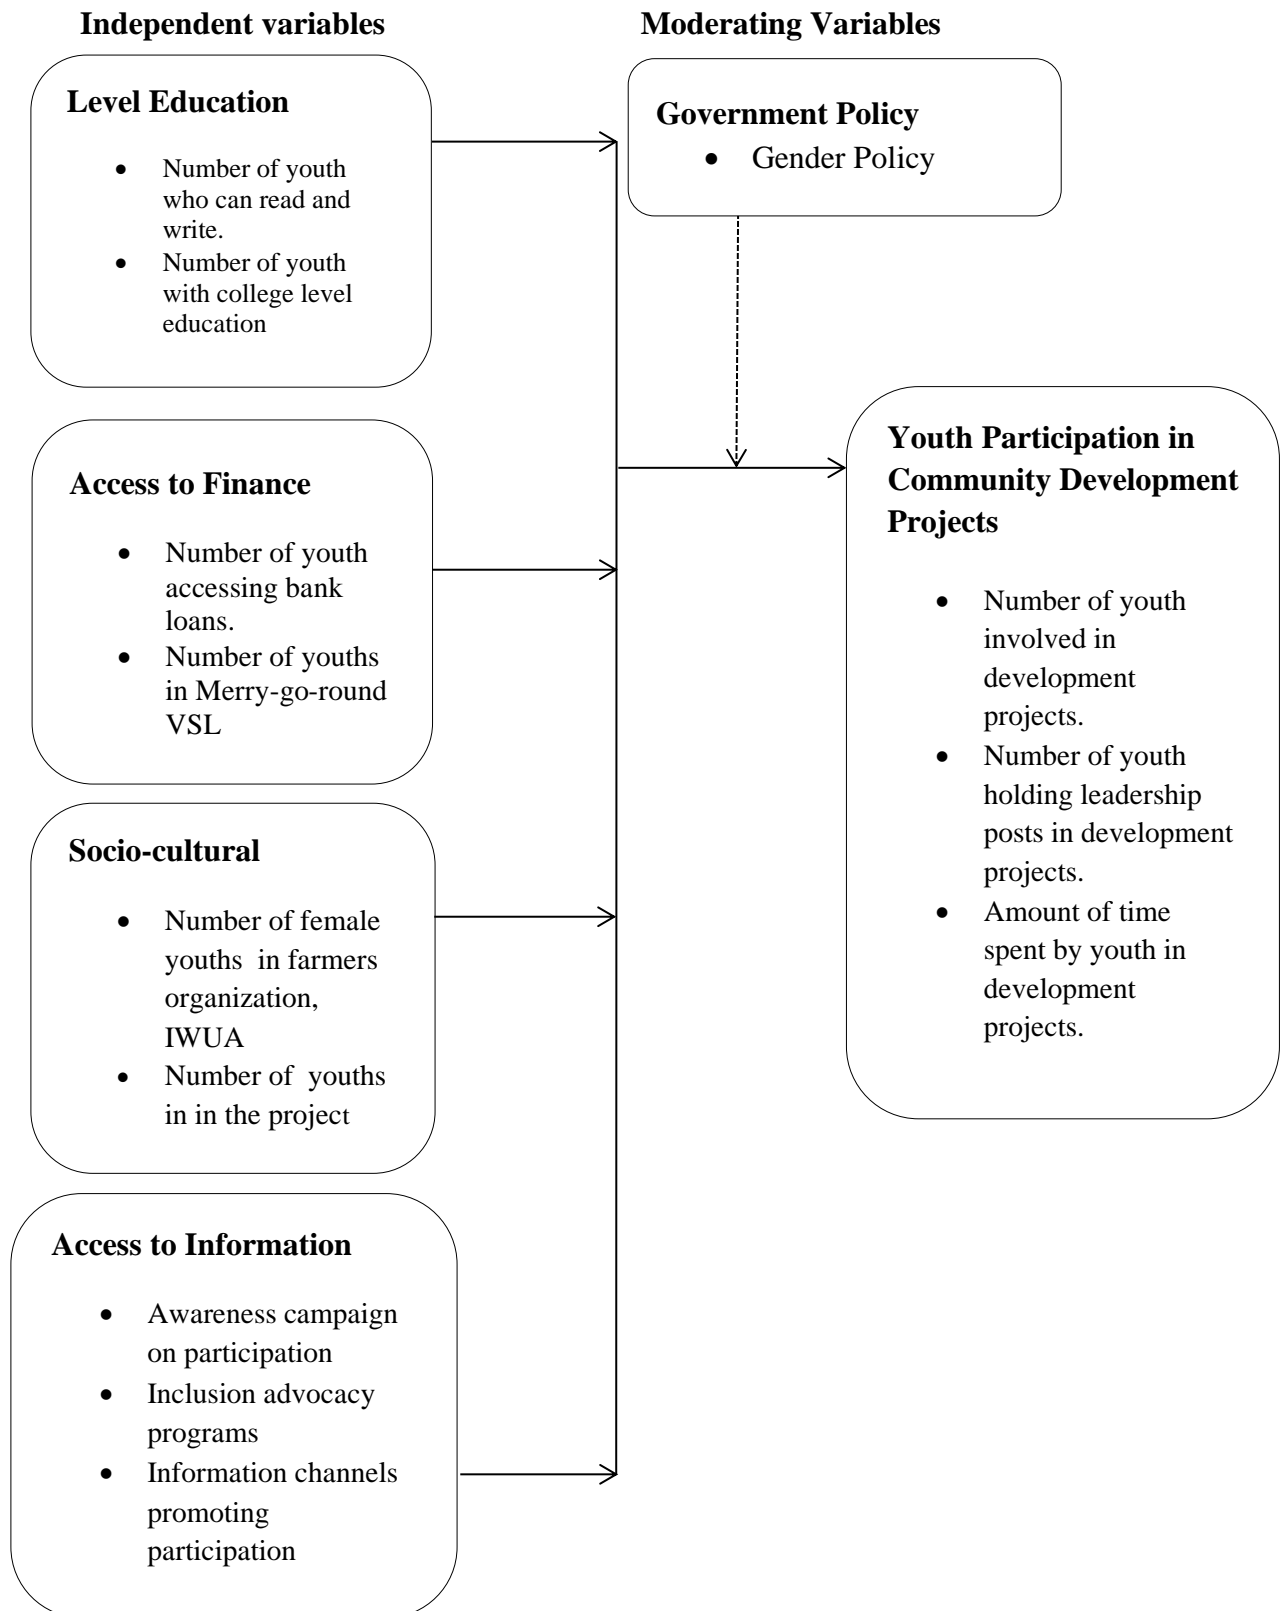 Independent variables
Moderating Variables
Level Education
• Number of youth
who can read and
write.
• Number of youth
with college level
education
Government Policy
• Gender Policy
Access to Finance
• Number of youth
accessing bank
loans.
• Number of youths
in Merry-go-round
VSL
Socio-cultural
• Number of female
youths in farmers
organization,
IWUA
• Number of youths
in in the project
Access to Information
• Awareness campaign
on participation
• Inclusion advocacy
programs
• Information channels
promoting
participation
Youth Participation in
Community Development
Projects
• Number of youth
involved in
development
projects.
• Number of youth
holding leadership
posts in development
projects.
• Amount of time
spent by youth in
development
projects.